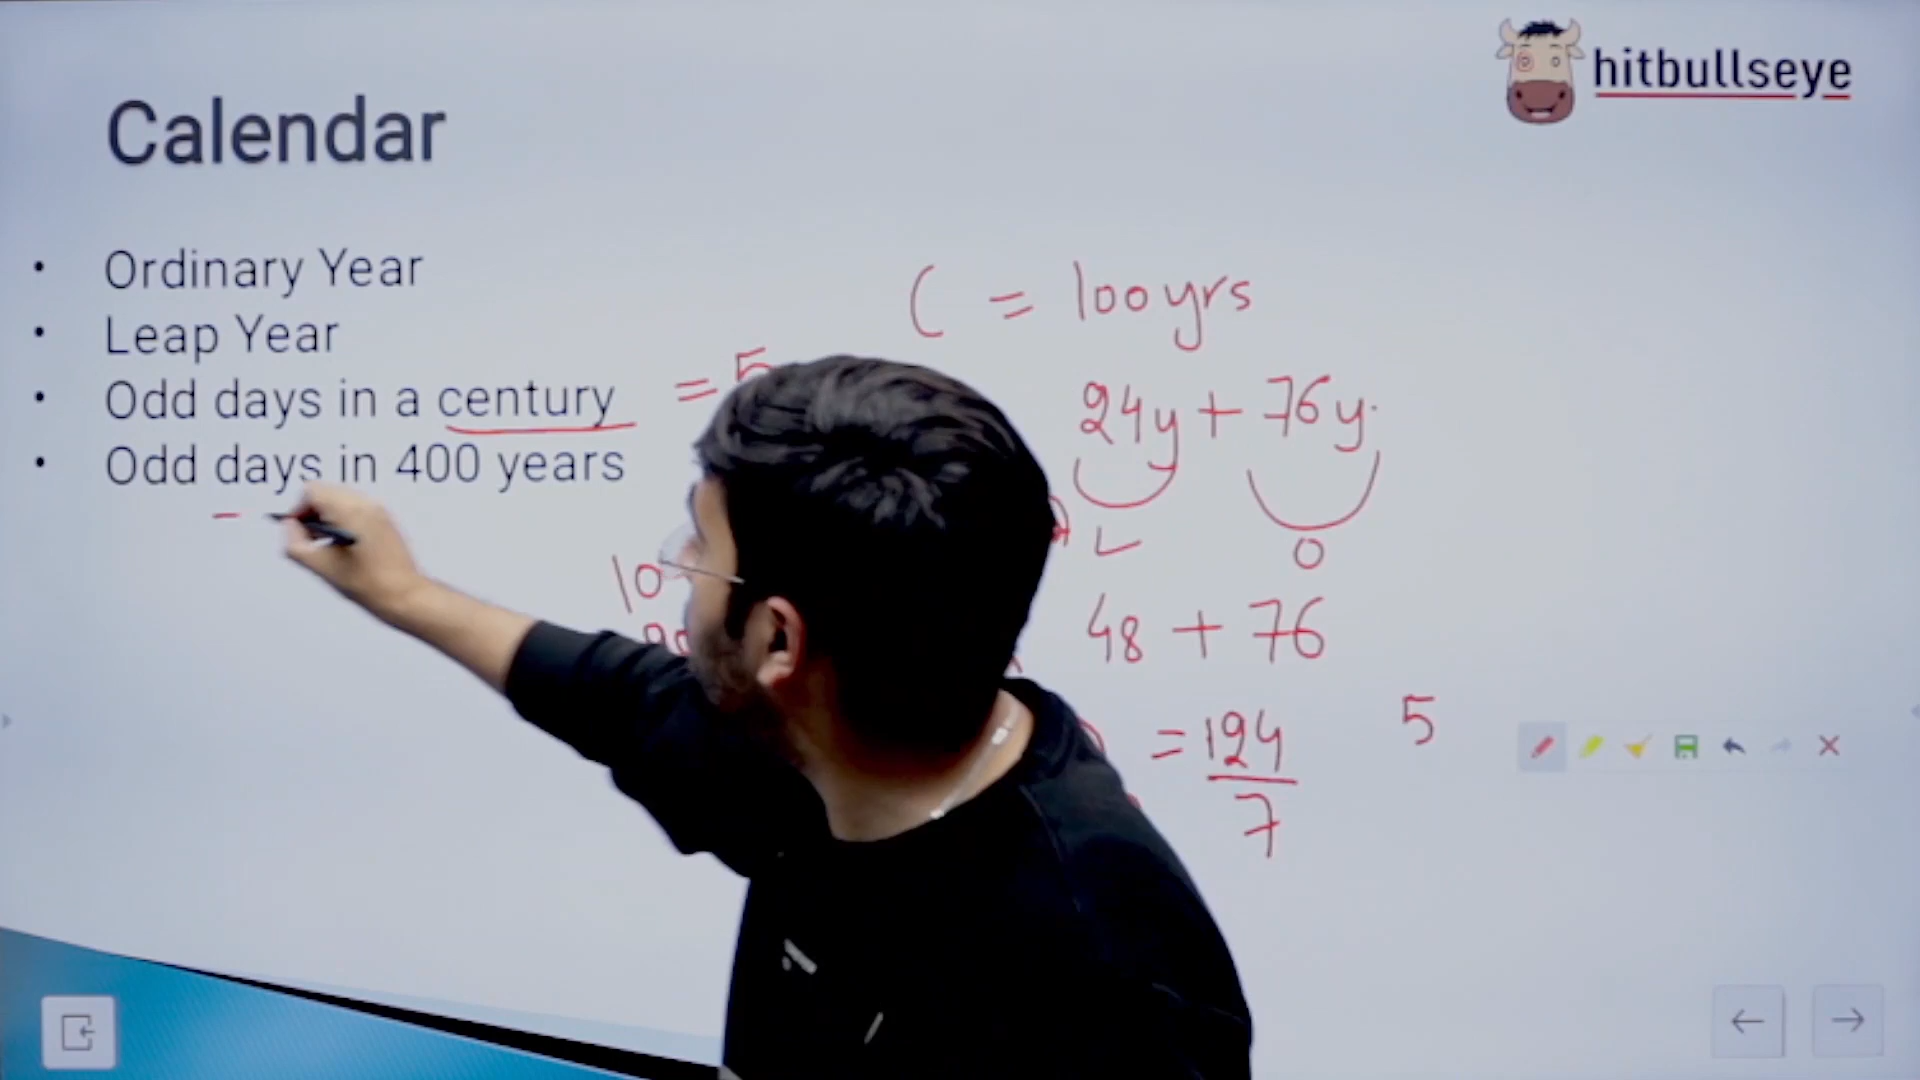 hitbullseye
Calendar
• Ordinary Year
• Leap Year
• Odd days in a century = 5
• Odd days in 400 years
C = 100 yrs
24y + 76y.
L O
10
48 + 76
= 124 5
7